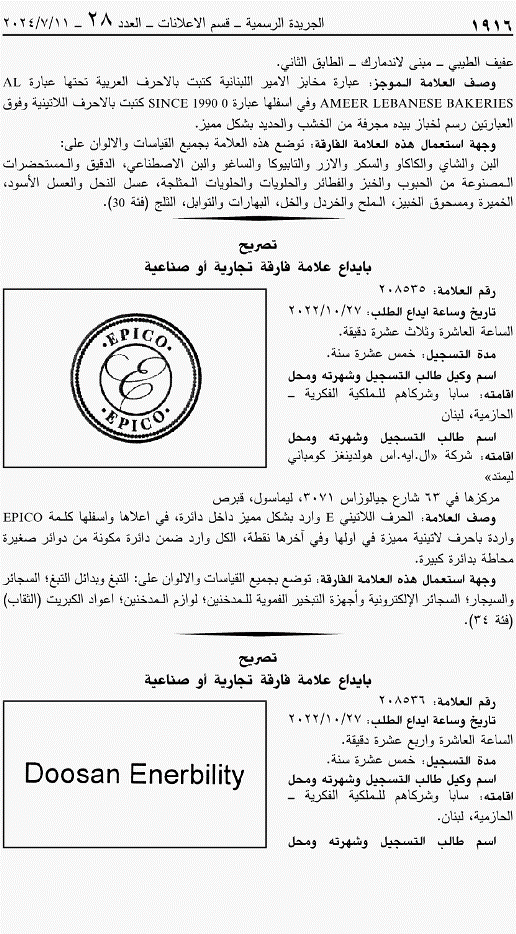 ١٩١٦ الجريدة الرسمية ــ قسم الاعلانات ــ العدد ٢٨ ــ ٢٠٢٤/٧/١١
عفيف الطيبي ــ مبنى لاندمارك ــ الطابق الثاني.
وصف العلامة الموجز: عبارة مخابز الامير اللبنانية كتبت بالاحرف العربية تحتها عبارة AL
AMEER LEBANESE BAKERIES وفي اسفلها عبارة SINCE 1990 0 كتبت بالاحرف اللاتينية وفوق
العبارتين رسم لخباز بيده مجرفة من الخشب والحديد بشكل مميز.
وجهة استعمال هذه العلامة الفارقة: توضع هذه العلامة بجميع القياسات والالوان على:
البن والشاي والكاكاو والسكر والازر والتابيوكا والساغو والبن الاصطناعي، الدقيق والمستحضرات
المصنوعة من الحبوب والخبز والفطائر والحلويات والحلويات المثلجة، عسل النحل والعسل الأسود،
الخميرة ومسحوق الخبيز، الملح والخردل والخل، البهارات والتوابل، الثلج (فئة 30).
تصريح
بايداع علامة فارقة تجارية أو صناعية
رقم العلامة: ٢٠٨٥٣٥
تاريخ وساعة ايداع الطلب: ٢٠٢٢/١٠/٢٧
الساعة العاشرة وثلاث عشرة دقيقة.
مدة التسجيل: خمس عشرة سنة.
اسم وكيل طالب التسجيل وشهرته ومحل
اقامته: سابا وشركاهم للملكية الفكرية ــ
الحازمية، لبنان
اسم طالب التسجيل وشهرته ومحل
اقامته: شركة «ال.ايه.اس هولدينغز كومباني
ليمتد»
·EPICO·
E
·EPICO·
مركزها في ٦٣ شارع جيالوزاس ٣٠٧١، ليماسول، قبرص
وصف العلامة: الحرف اللاتيني E وارد بشكل مميز داخل دائرة، في اعلاها واسفلها كلمة EPICO
واردة باحرف لاتينية مميزة في اولها وفي آخرها نقطة، الكل وارد ضمن دائرة مكونة من دوائر صغيرة
محاطة بدائرة كبيرة.
وجهة استعمال هذه العلامة الفارقة: توضع بجميع القياسات والالوان على: التبغ وبدائل التبغ؛ السجائر
والسيجار؛ السجائر الإلكترونية وأجهزة التبخير الفموية للمدخنين؛ لوازم المدخنين؛ اعواد الكبريت (الثقاب)
(فئة ٣٤).
تصريح
بايداع علامة فارقة تجارية أو صناعية
رقم العلامة: ٢٠٨٥٣٦
تاريخ وساعة ايداع الطلب: ٢٠٢٢/١٠/٢٧
الساعة العاشرة واربع عشرة دقيقة.
مدة التسجيل: خمس عشرة سنة.
اسم وكيل طالب التسجيل وشهرته ومحل
اقامته: سابا وشركاهم للملكية الفكرية ــ
الحازمية، لبنان.
اسم طالب التسجيل وشهرته ومحل
Doosan Enerbility